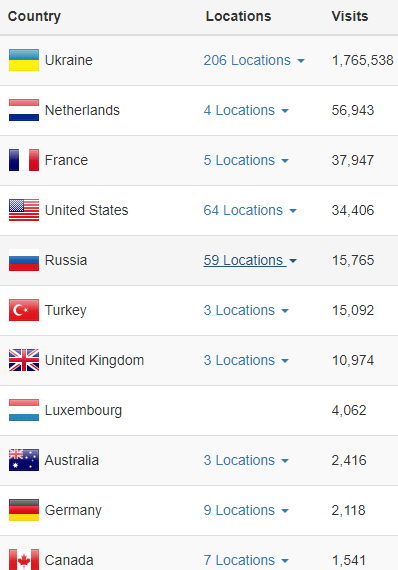 Country Locations Visits
Ukraine 206 Locations 1,765,538
Netherlands 4 Locations 56,943
France 5 Locations 37,947
United States 64 Locations 34,406
Russia 59 Locations 15,765
Turkey 3 Locations 15,092
United Kingdom 3 Locations 10,974
Luxembourg 4,062
Australia 3 Locations 2,416
Germany 9 Locations 2,118
Canada 7 Locations 1,541